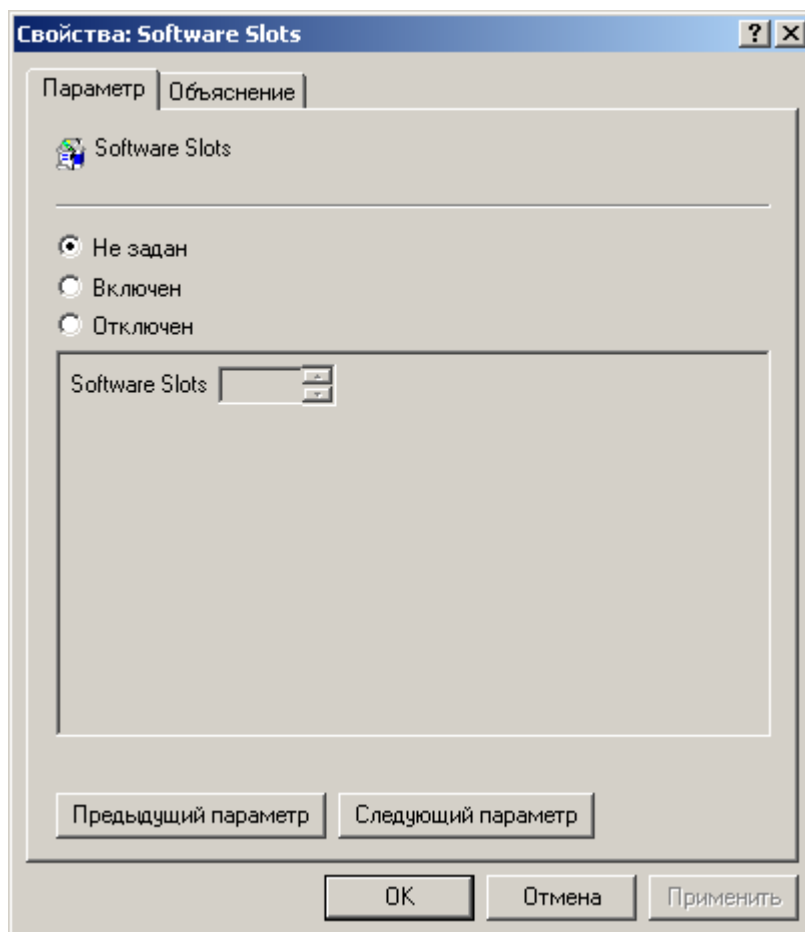 Свойства: Software Slots
Параметр
Объяснение
Software Slots
Не задан
Включен
Отключен
Software Slots
Предыдущий параметр
Следующий параметр
OK
Отмена
Применить